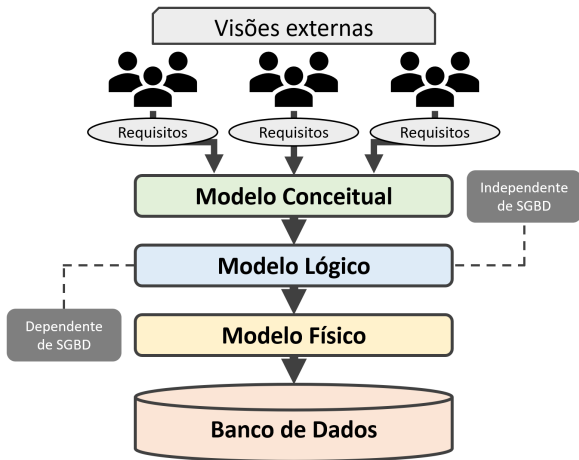 Visões externas
Requisitos
Requisitos
Requisitos
Modelo Conceitual
Independente
de SGBD
Modelo Lógico
Dependente
de SGBD
Modelo Físico
Banco de Dados